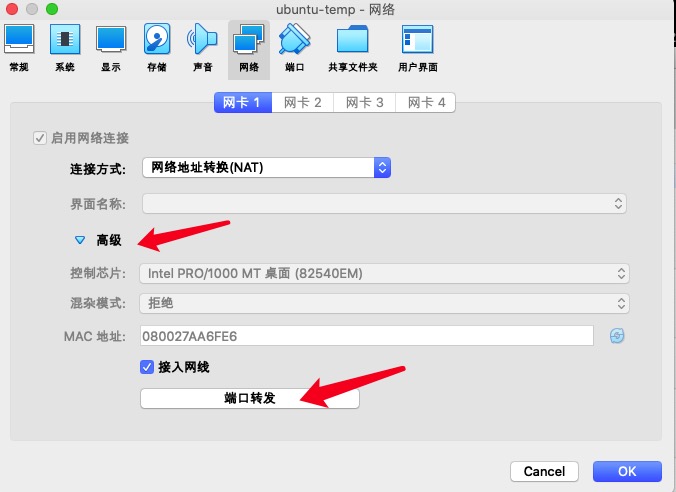 ubuntu-temp - 网络
常规 系统 显示 存储 声音 网络 端口 共享文件夹 用户界面
网卡 1 网卡 2 网卡 3 网卡 4
启用网络连接
连接方式: 网络地址转换(NAT)
界面名称:
高级
控制芯片: Intel PRO/1000 MT 桌面 (82540EM)
混杂模式: 拒绝
MAC 地址: 080027AA6FE6
接入网线
端口转发
Cancel OK